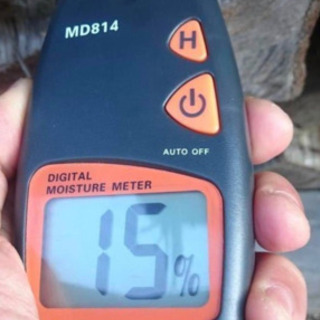 MD814
H
AUTO OFF
DIGITAL
MOISTURE METER
15%